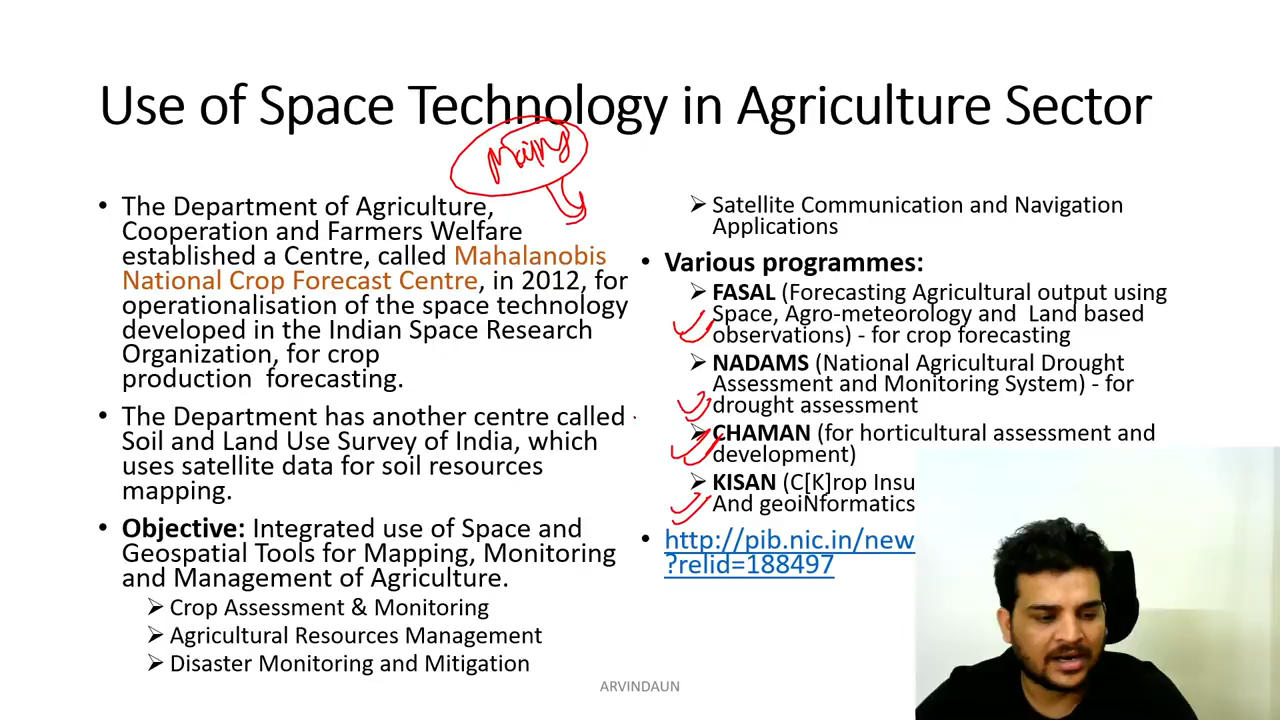 Use of Space Technology in Agriculture Sector
Mains
• The Department of Agriculture,
Cooperation and Farmers Welfare
established a Centre, called Mahalanobis
National Crop Forecast Centre, in 2012, for
operationalisation of the space technology
developed in the Indian Space Research
Organization, for crop
production forecasting.
• The Department has another centre called
Soil and Land Use Survey of India, which
uses satellite data for soil resources
mapping.
• Objective: Integrated use of Space and
Geospatial Tools for Mapping, Monitoring
and Management of Agriculture.
➢ Crop Assessment & Monitoring
➢ Agricultural Resources Management
➢ Disaster Monitoring and Mitigation
➢ Satellite Communication and Navigation
Applications
• Various programmes:
➢ FASAL (Forecasting Agricultural output using
Space, Agro-meteorology and Land based
observations) - for crop forecasting
➢ NADAMS (National Agricultural Drought
Assessment and Monitoring System) - for
drought assessment
➢ CHAMAN (for horticultural assessment and
development)
➢ KISAN (C[K]rop Insu
And geoiNformatics
• http://pib.nic.in/new
?relid=188497
ARVINDAUN